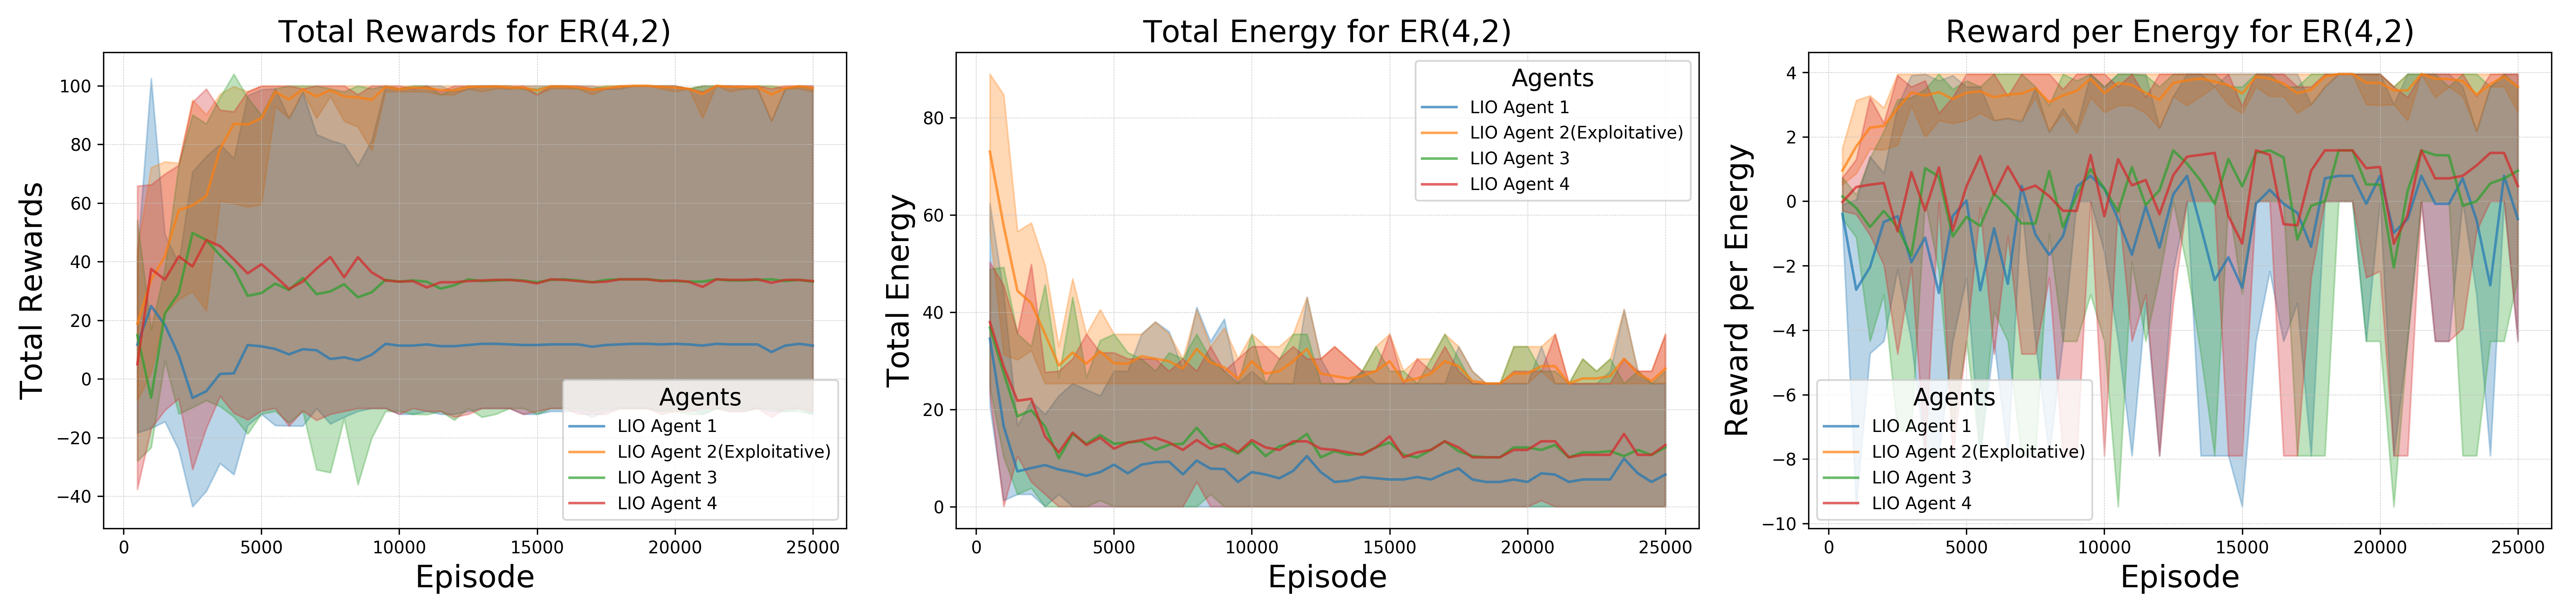 Total Rewards for ER(4,2)
Total Rewards
100
80
60
40
20
0
−20
−40
0
5000
10000
15000
20000
25000
Episode
Agents
LIO Agent 1
LIO Agent 2(Exploitative)
LIO Agent 3
LIO Agent 4
Total Energy for ER(4,2)
Total Energy
80
60
40
20
0
0
5000
10000
15000
20000
25000
Episode
Agents
LIO Agent 1
LIO Agent 2(Exploitative)
LIO Agent 3
LIO Agent 4
Reward per Energy for ER(4,2)
Reward per Energy
4
2
0
−2
−4
−6
−8
−10
0
5000
10000
15000
20000
25000
Episode
Agents
LIO Agent 1
LIO Agent 2(Exploitative)
LIO Agent 3
LIO Agent 4